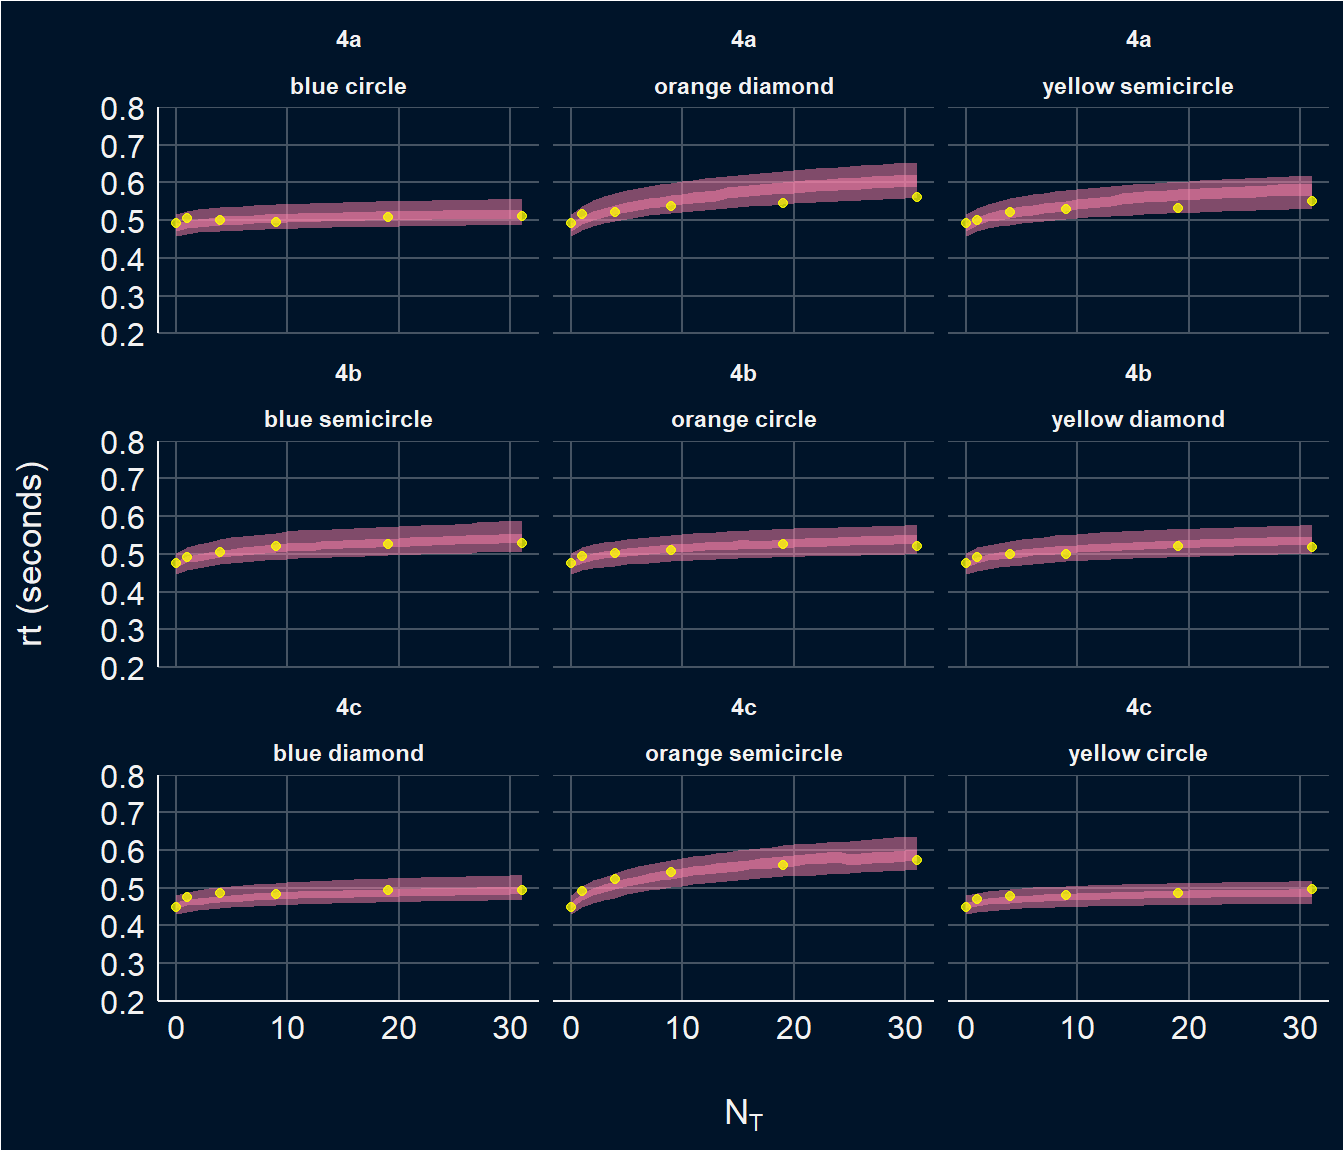 4a 4a 4a
blue circle orange diamond yellow semicircle
0.8
0.7
0.6
0.5
0.4
0.3
0.2
4b 4b 4b
blue semicircle orange circle yellow diamond
0.8
0.7
0.6
0.5
0.4
0.3
0.2
rt (seconds)
4c 4c 4c
blue diamond orange semicircle yellow circle
0.8
0.7
0.6
0.5
0.4
0.3
0.2
0 10 20 30 0 10 20 30 0 10 20 30
N_T